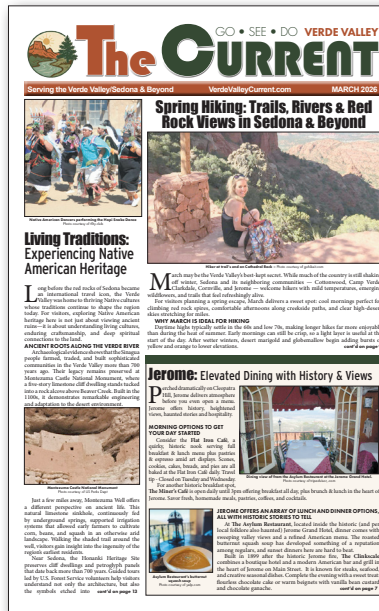 GO • SEE • DO VERDE VALLEY
The CURRENT
Serving the Verde Valley/Sedona & Beyond VerdeValleyCurrent.com MARCH 2026
Native American Dancers performing the Hopi Snake Dance
Living Traditions:
Experiencing Native
American Heritage
Long before the red rocks of Sedona became
an international travel icon, the Verde
Valley was home to thriving Native cultures
whose traditions continue to shape the region
today. For visitors, exploring Native American
heritage here is not just about viewing ancient
ruins—it is about understanding living cultures,
enduring craftsmanship, and deep spiritual
connections to the land.
ANCIENT ROOTS ALONG THE VERDE RIVER
Archaeological evidence shows that the Sinagua
people farmed, traded, and built sophisticated
communities in the Verde Valley more than 700
years ago. Their legacy remains preserved at
Montezuma Castle National Monument, where
a five-story limestone cliff dwelling stands tucked
into a rock alcove above Beaver Creek. Built in the
1100s, it demonstrates remarkable engineering
and adaptation to the desert environment.
Montezuma Castle National Monument
Photo courtesy of US Parks Dept
Just a few miles away, Montezuma Well offers
a different perspective on ancient life. This
natural limestone sinkhole, continuously fed
by underground springs, supported irrigation
systems that allowed early farmers to cultivate
corn, beans, and squash in an otherwise arid
landscape. Walking the shaded trail around the
well, visitors gain insight into the ingenuity of the
region's earliest residents.
Near Sedona, the Honanki Heritage Site
preserves cliff dwellings and petroglyph panels
that date back more than 700 years. Guided tours
led by U.S. Forest Service volunteers help visitors
understand not only the architecture, but also
the symbols etched into cont'd on page 12
Spring Hiking: Trails, Rivers & Red
Rock Views in Sedona & Beyond
Hiker at trail's end on Cathedral Rock
March may be the Verde Valley's best-kept secret. While much of the country is still shakin
off winter, Sedona and its neighboring communities — Cottonwood, Camp Verde
Clarkdale, Cornville, and Jerome — welcome hikers with mild temperatures, emergin
wildflowers, and trails that feel refreshingly alive.
For visitors planning a spring escape, March delivers a sweet spot: cool mornings perfect fo
climbing red rock spires, comfortable afternoons along creekside paths, and clear high-desert
skies stretching for miles.
WHY MARCH IS IDEAL FOR HIKING
Daytime highs typically settle in the 60s and low 70s, making longer hikes far more enjoyable
than during the heat of summer. Early mornings can still be crisp, so a light layer is useful at th
start of the day. After wetter winters, desert marigold and globemallow begin adding bursts o
yellow and orange to lower elevations. cont'd on page
Jerome: Elevated Dining with History & Views
Perched dramatically on Cleopatra
Hill, Jerome delivers atmosphere
before you even open a menu.
Jerome offers history, heightened
views, haunted stories and hospitality.
MORNING OPTIONS TO GET
YOUR DAY STARTED
Consider the Flat Iron Café, a
quirky, historic nook serving full
breakfast & lunch menu plus pastries
& espresso amid art displays. Scones,
cookies, cakes, breads, and pies are all
baked at the Flat Iron Café daily. Travel
tip - Closed on Tuesday and Wednesday.
For another historic breakfast spot,
The Miner's Café is open daily until 3pm offering breakfast all day, plus brunch & lunch in the heart of
Jerome. Savor fresh, homemade meals, pastries, coffees, and cocktails.
Dining view of from the Asylum Restaurant at the Jerome Grand Hotel.
JEROME OFFERS AN ARRAY OF LUNCH AND DINNER OPTIONS,
ALL WITH HISTORIC STORIES TO TELL
At The Asylum Restaurant, located inside the historic (and per
local folklore also haunted) Jerome Grand Hotel, dinner comes with
sweeping valley views and a refined American menu. The roasted
butternut squash soup has developed something of a reputation
among regulars, and sunset dinners here are hard to beat.
Built in 1899 after the historic Jerome fire, The Clinkscale
combines a boutique hotel and a modern American bar and grill in
the heart of Jerome on Main Street. It is known for steaks, seafood,
and creative seasonal dishes. Complete the evening with a sweet treat
flourless chocolate cake or warm beignets with vanilla bean custard
and chocolate ganache. cont'd on page 7
Asylum Restaurant's butternut
squash soup
Photo courtesy of yelp.com